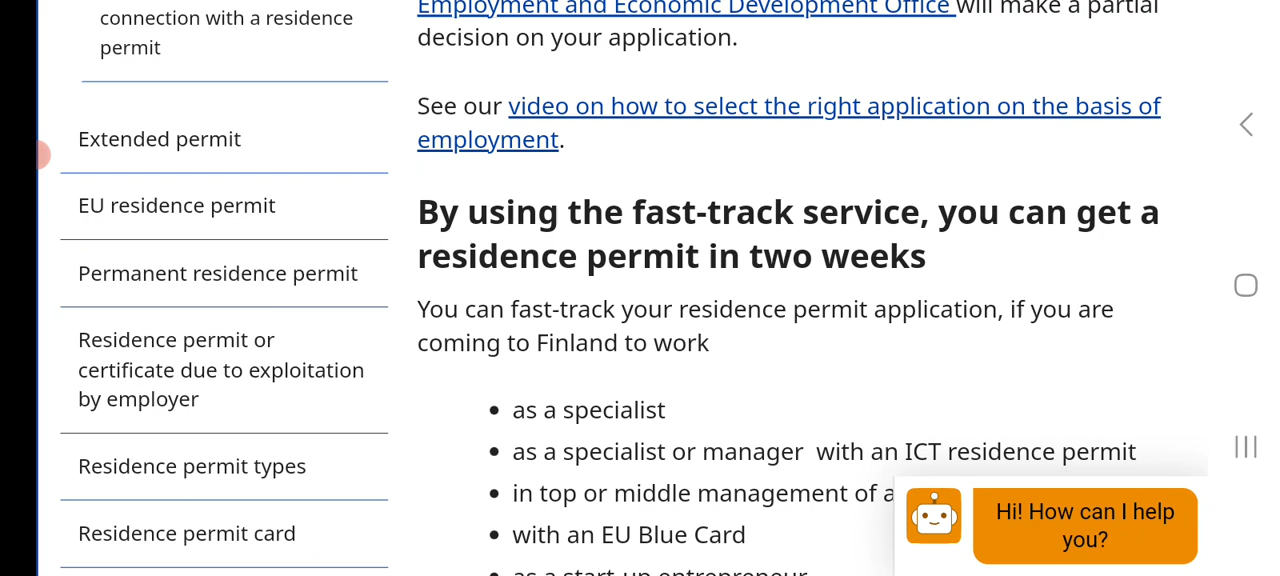 connection with a residence
permit
Extended permit
EU residence permit
Permanent residence permit
Residence permit or
certificate due to exploitation
by employer
Residence permit types
Residence permit card
Employment and Economic Development Office will make a partial
decision on your application.
See our video on how to select the right application on the basis of
employment.
By using the fast-track service, you can get a
residence permit in two weeks
You can fast-track your residence permit application, if you are
coming to Finland to work
• as a specialist
• as a specialist or manager  with an ICT residence permit
• in top or middle management of a
• with an EU Blue Card
• as a start-up entrepreneur
Hi! How can I help
you?